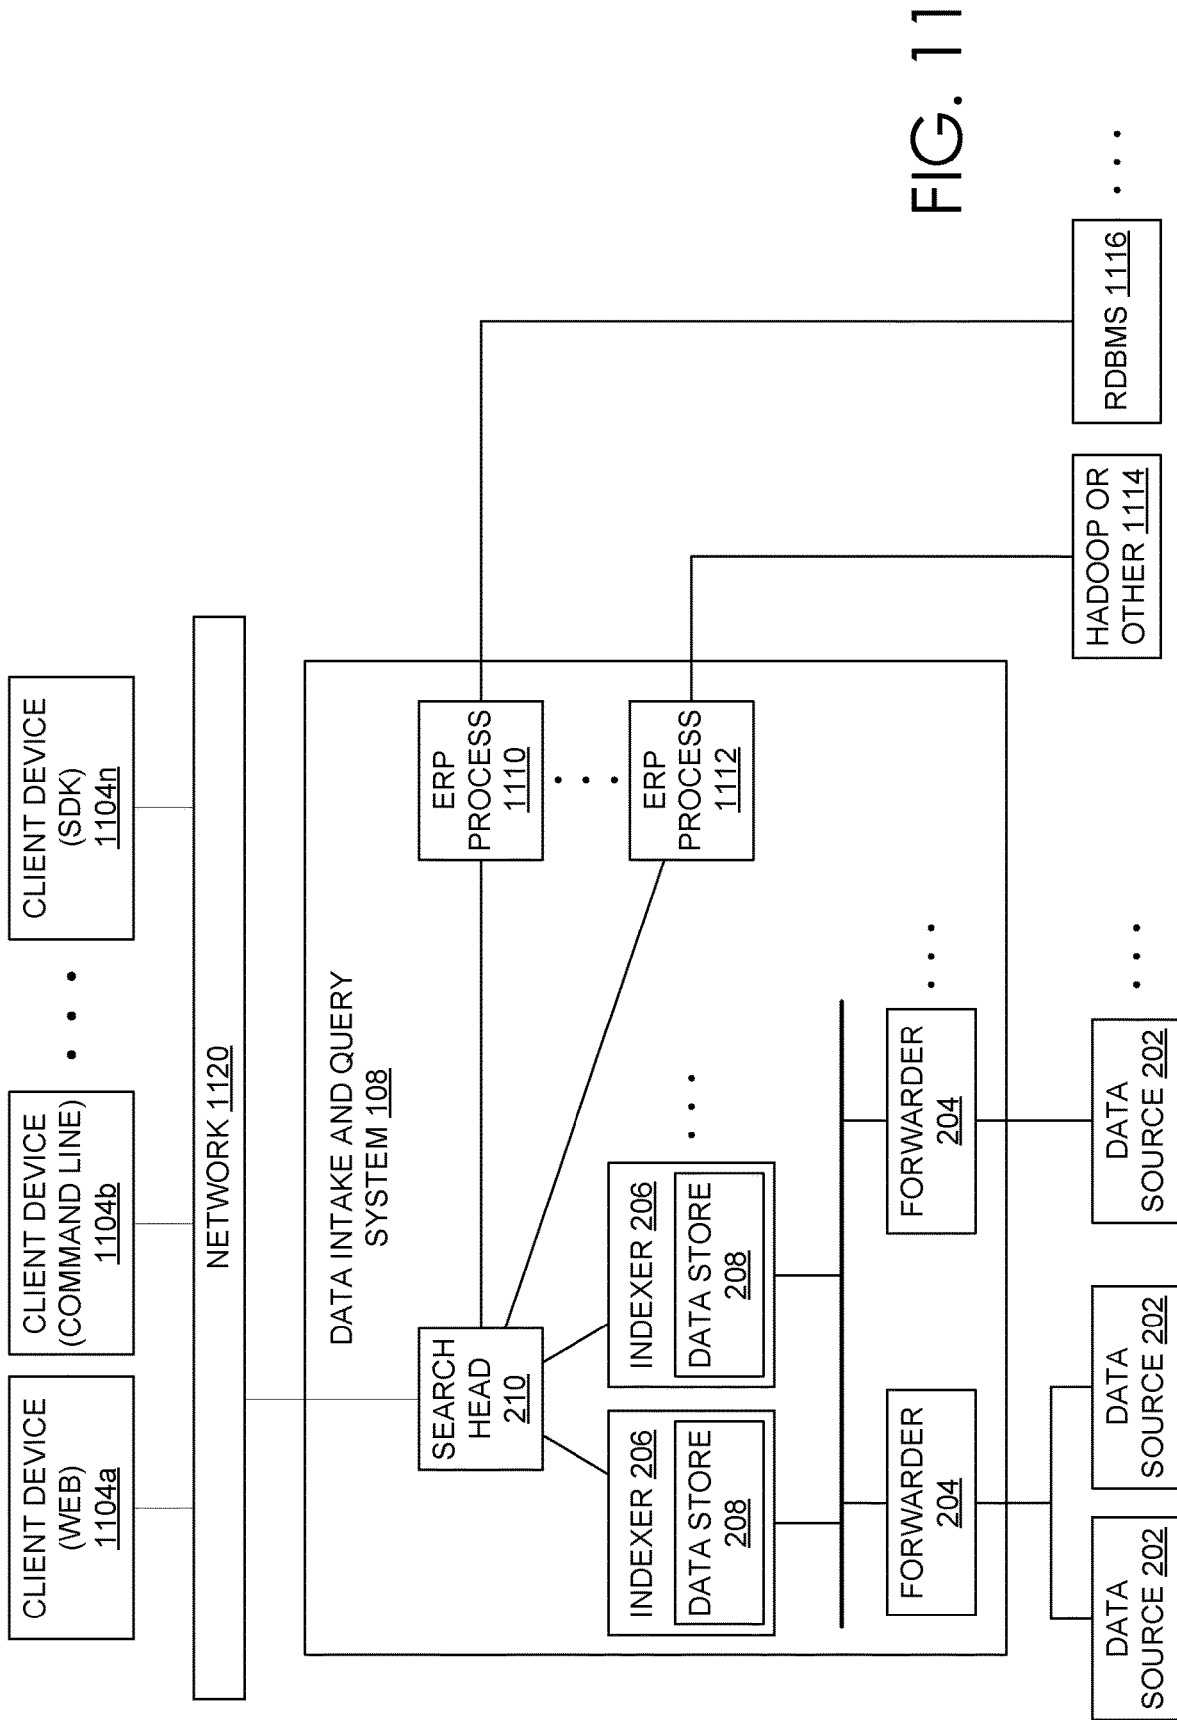 CLIENT DEVICE
(WEB)
1104a
CLIENT DEVICE
(COMMAND LINE)
1104b
. . .
CLIENT DEVICE
(SDK)
1104n
NETWORK 1120
DATA INTAKE AND QUERY
SYSTEM 108
SEARCH
HEAD
210
ERP
PROCESS
1110
. . .
ERP
PROCESS
1112
INDEXER 206
DATA STORE
208
INDEXER 206
DATA STORE
208
. . .
FORWARDER
204
FORWARDER
204
. . .
DATA
SOURCE 202
DATA
SOURCE 202
DATA
SOURCE 202
. . .
HADOOP OR
OTHER 1114
RDBMS 1116
. . .
FIG. 11